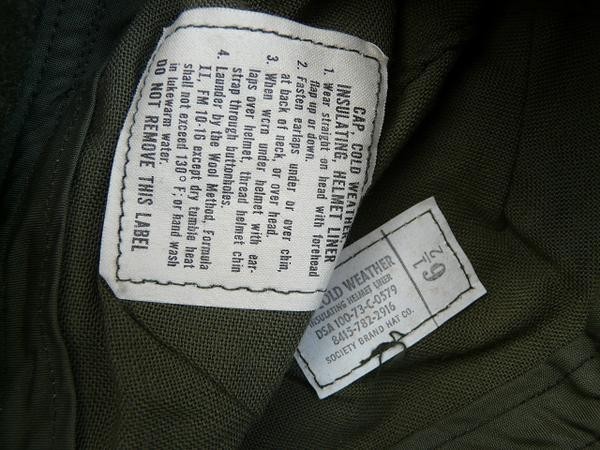 CAP, COLD WEATHER,
INSULATING, HELMET LINER
1. Wear straight on head with forehead
flap up or down.
2. Fasten earlaps under or over chin,
at back of neck, or over head.
3. When worn under helmet with ear-
laps over helmet, thread helmet chin
strap through buttonholes.
4. Launder by the Wool Method, Formula
II, FM 10-16 except dry tumble heat
shall not exceed 130° F; or hand wash
in lukewarm water.
DO NOT REMOVE THIS LABEL
6 1/2
COLD WEATHER
INSULATING HELMET LINER
DSA 100-73-C-0579
8415-782-2916
SOCIETY BRAND HAT CO.